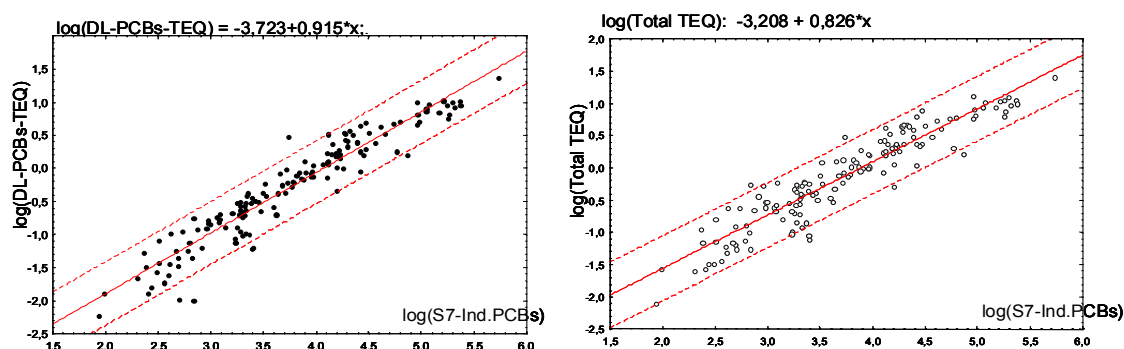 log(DL-PCBs-TEQ) = -3,723+0,915*x;
log(DL-PCBs-TEQ)
1,5
1,0
0,5
0,0
-0,5
-1,0
-1,5
-2,0
-2,5
log(S7-Ind.PCBs)
1,5 2,0 2,5 3,0 3,5 4,0 4,5 5,0 5,5 6,0
log(Total TEQ): -3,208 + 0,826*x
log(Total TEQ)
2,0
1,5
1,0
0,5
0,0
-0,5
-1,0
-1,5
-2,0
-2,5
log(S7-Ind.PCBs)
1,5 2,0 2,5 3,0 3,5 4,0 4,5 5,0 5,5 6,0